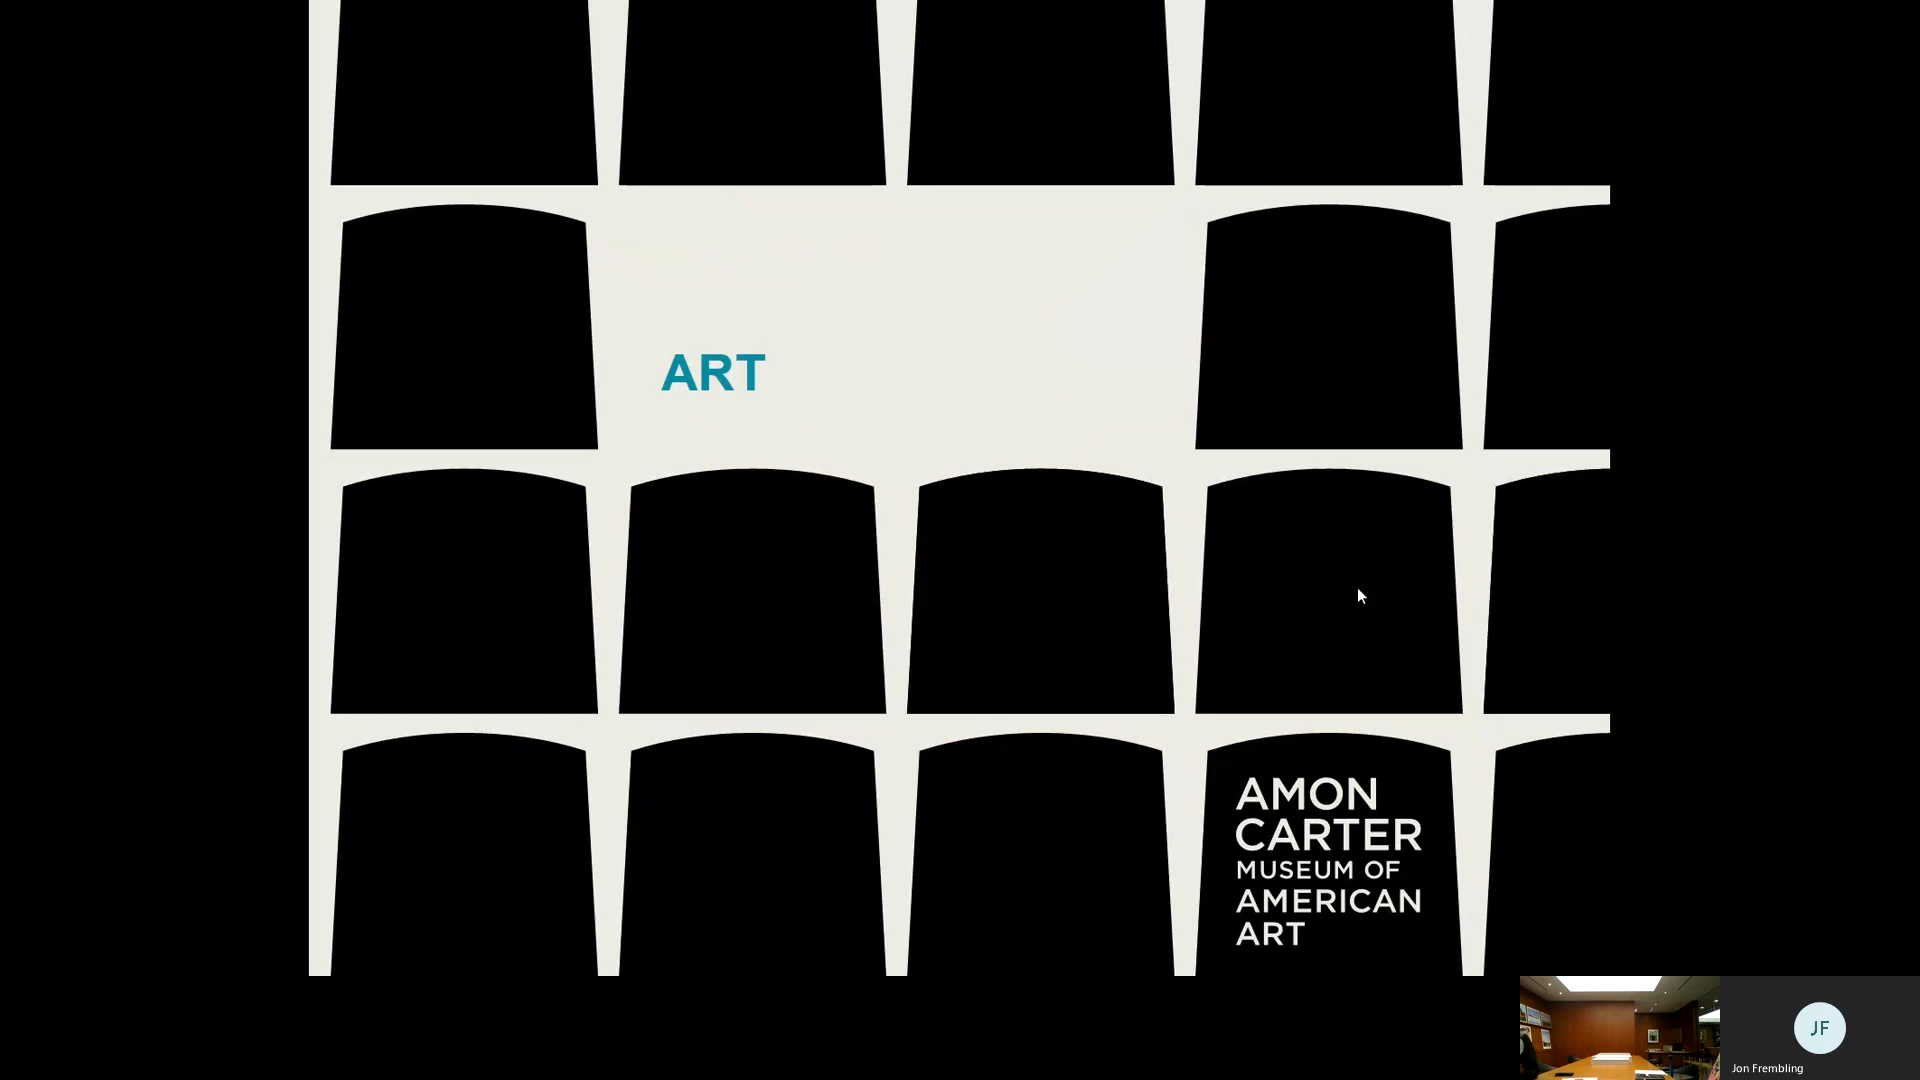 ART
AMON
CARTER
MUSEUM OF
AMERICAN
ART
JF
Jon Frembling